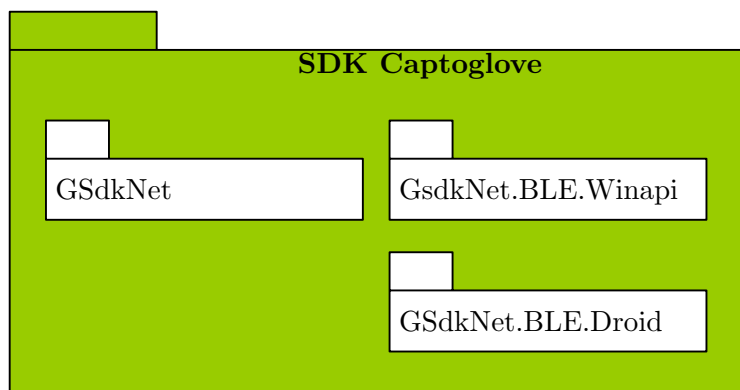 SDK Captoglove
GSdkNet
GsdkNet.BLE.Winapi
GSdkNet.BLE.Droid